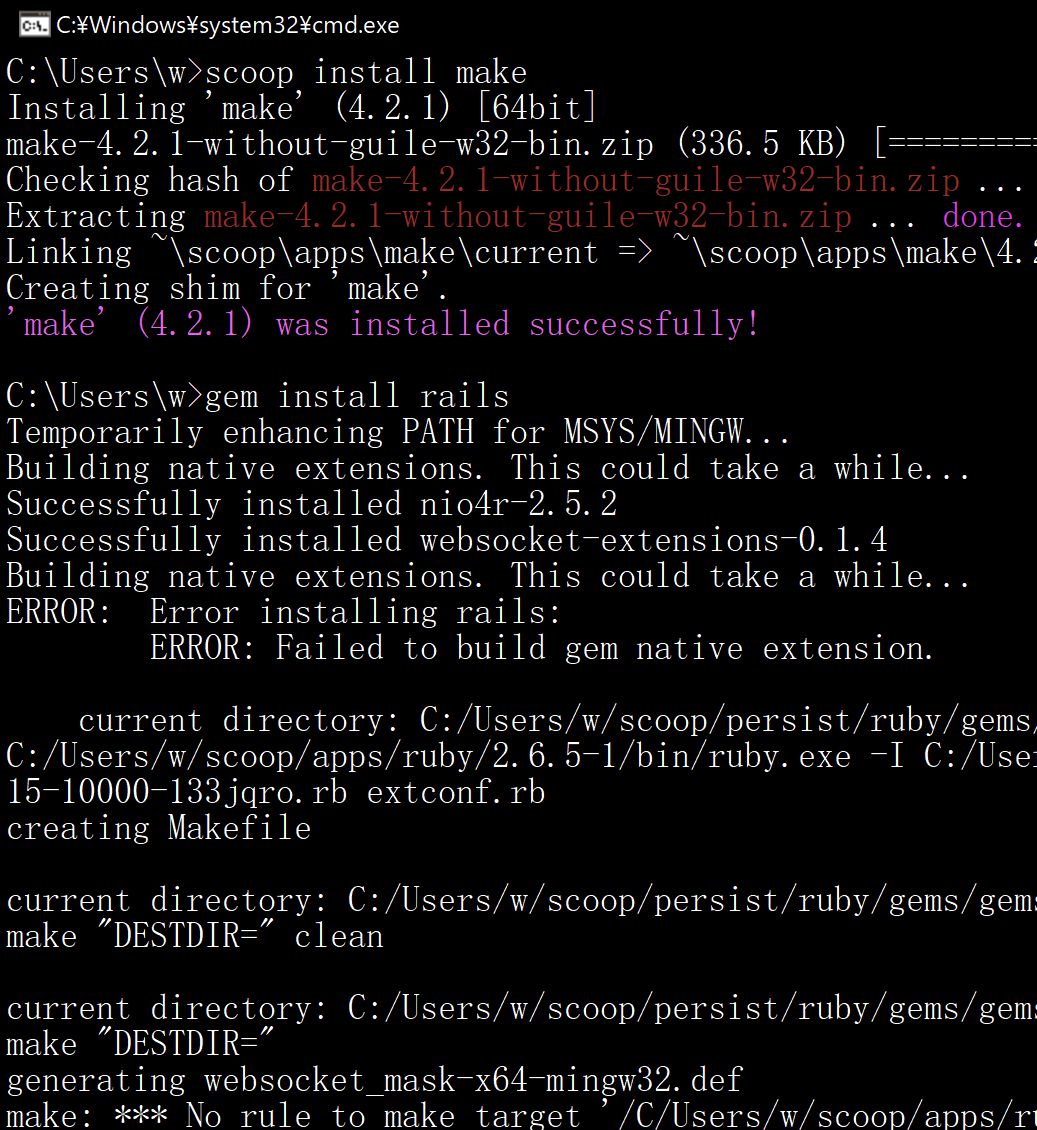 C:¥Windows¥system32¥cmd.exe
C:\Users\w>scoop install make
Installing 'make' (4.2.1) [64bit]
make-4.2.1-without-guile-w32-bin.zip (336.5 KB) [=========
Checking hash of make-4.2.1-without-guile-w32-bin.zip ...
Extracting make-4.2.1-without-guile-w32-bin.zip ... done.
Linking ~\scoop\apps\make\current => ~\scoop\apps\make\4.2
Creating shim for 'make'.
'make' (4.2.1) was installed successfully!
C:\Users\w>gem install rails
Temporarily enhancing PATH for MSYS/MINGW...
Building native extensions. This could take a while...
Successfully installed nio4r-2.5.2
Successfully installed websocket-extensions-0.1.4
Building native extensions. This could take a while...
ERROR:  Error installing rails:
ERROR: Failed to build gem native extension.
current directory: C:/Users/w/scoop/persist/ruby/gems/
C:/Users/w/scoop/apps/ruby/2.6.5-1/bin/ruby.exe -I C:/User
15-10000-133jqro.rb extconf.rb
creating Makefile
current directory: C:/Users/w/scoop/persist/ruby/gems/gems
make "DESTDIR=" clean
current directory: C:/Users/w/scoop/persist/ruby/gems/gems
make "DESTDIR="
generating websocket_mask-x64-mingw32.def
make: *** No rule to make target '/C/Users/w/scoop/apps/ru